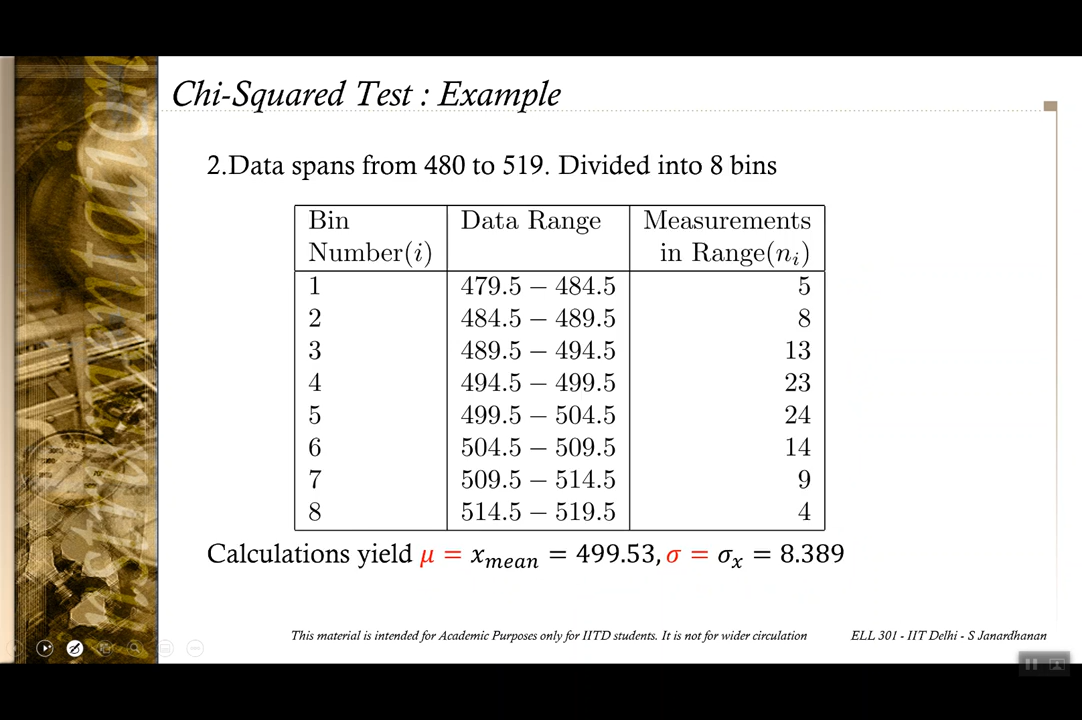 Chi-Squared Test : Example
2.Data spans from 480 to 519. Divided into 8 bins
Bin Number(i) Data Range Measurements in Range(nᵢ)
1 479.5 – 484.5 5
2 484.5 – 489.5 8
3 489.5 – 494.5 13
4 494.5 – 499.5 23
5 499.5 – 504.5 24
6 504.5 – 509.5 14
7 509.5 – 514.5 9
8 514.5 – 519.5 4
Calculations yield μ = x_mean = 499.53, σ = σₓ = 8.389
This material is intended for Academic Purposes only for IITD students. It is not for wider circulation
ELL 301 - IIT Delhi - S Janardhanan